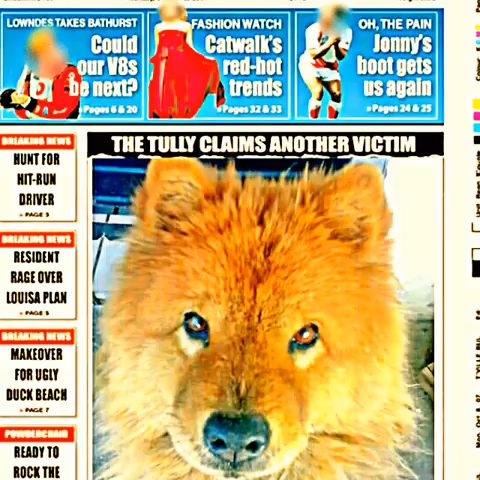 LOWNDES TAKES BATHURST
Could
our V8s
be next?
Pages 6 & 20
FASHION WATCH
Catwalk's
red-hot
trends
Pages 32 & 33
OH, THE PAIN
Jonny's
boot gets
us again
Pages 24 & 25
BREAKING NEWS
HUNT FOR
HIT-RUN
DRIVER
PAGE 3
BREAKING NEWS
RESIDENT
RAGE OVER
LOUISA PLAN
PAGE 5
BREAKING NEWS
MAKEOVER
FOR UGLY
DUCK BEACH
PAGE 7
POWDERCHAIR
READY TO
ROCK THE
THE TULLY CLAIMS ANOTHER VICTIM